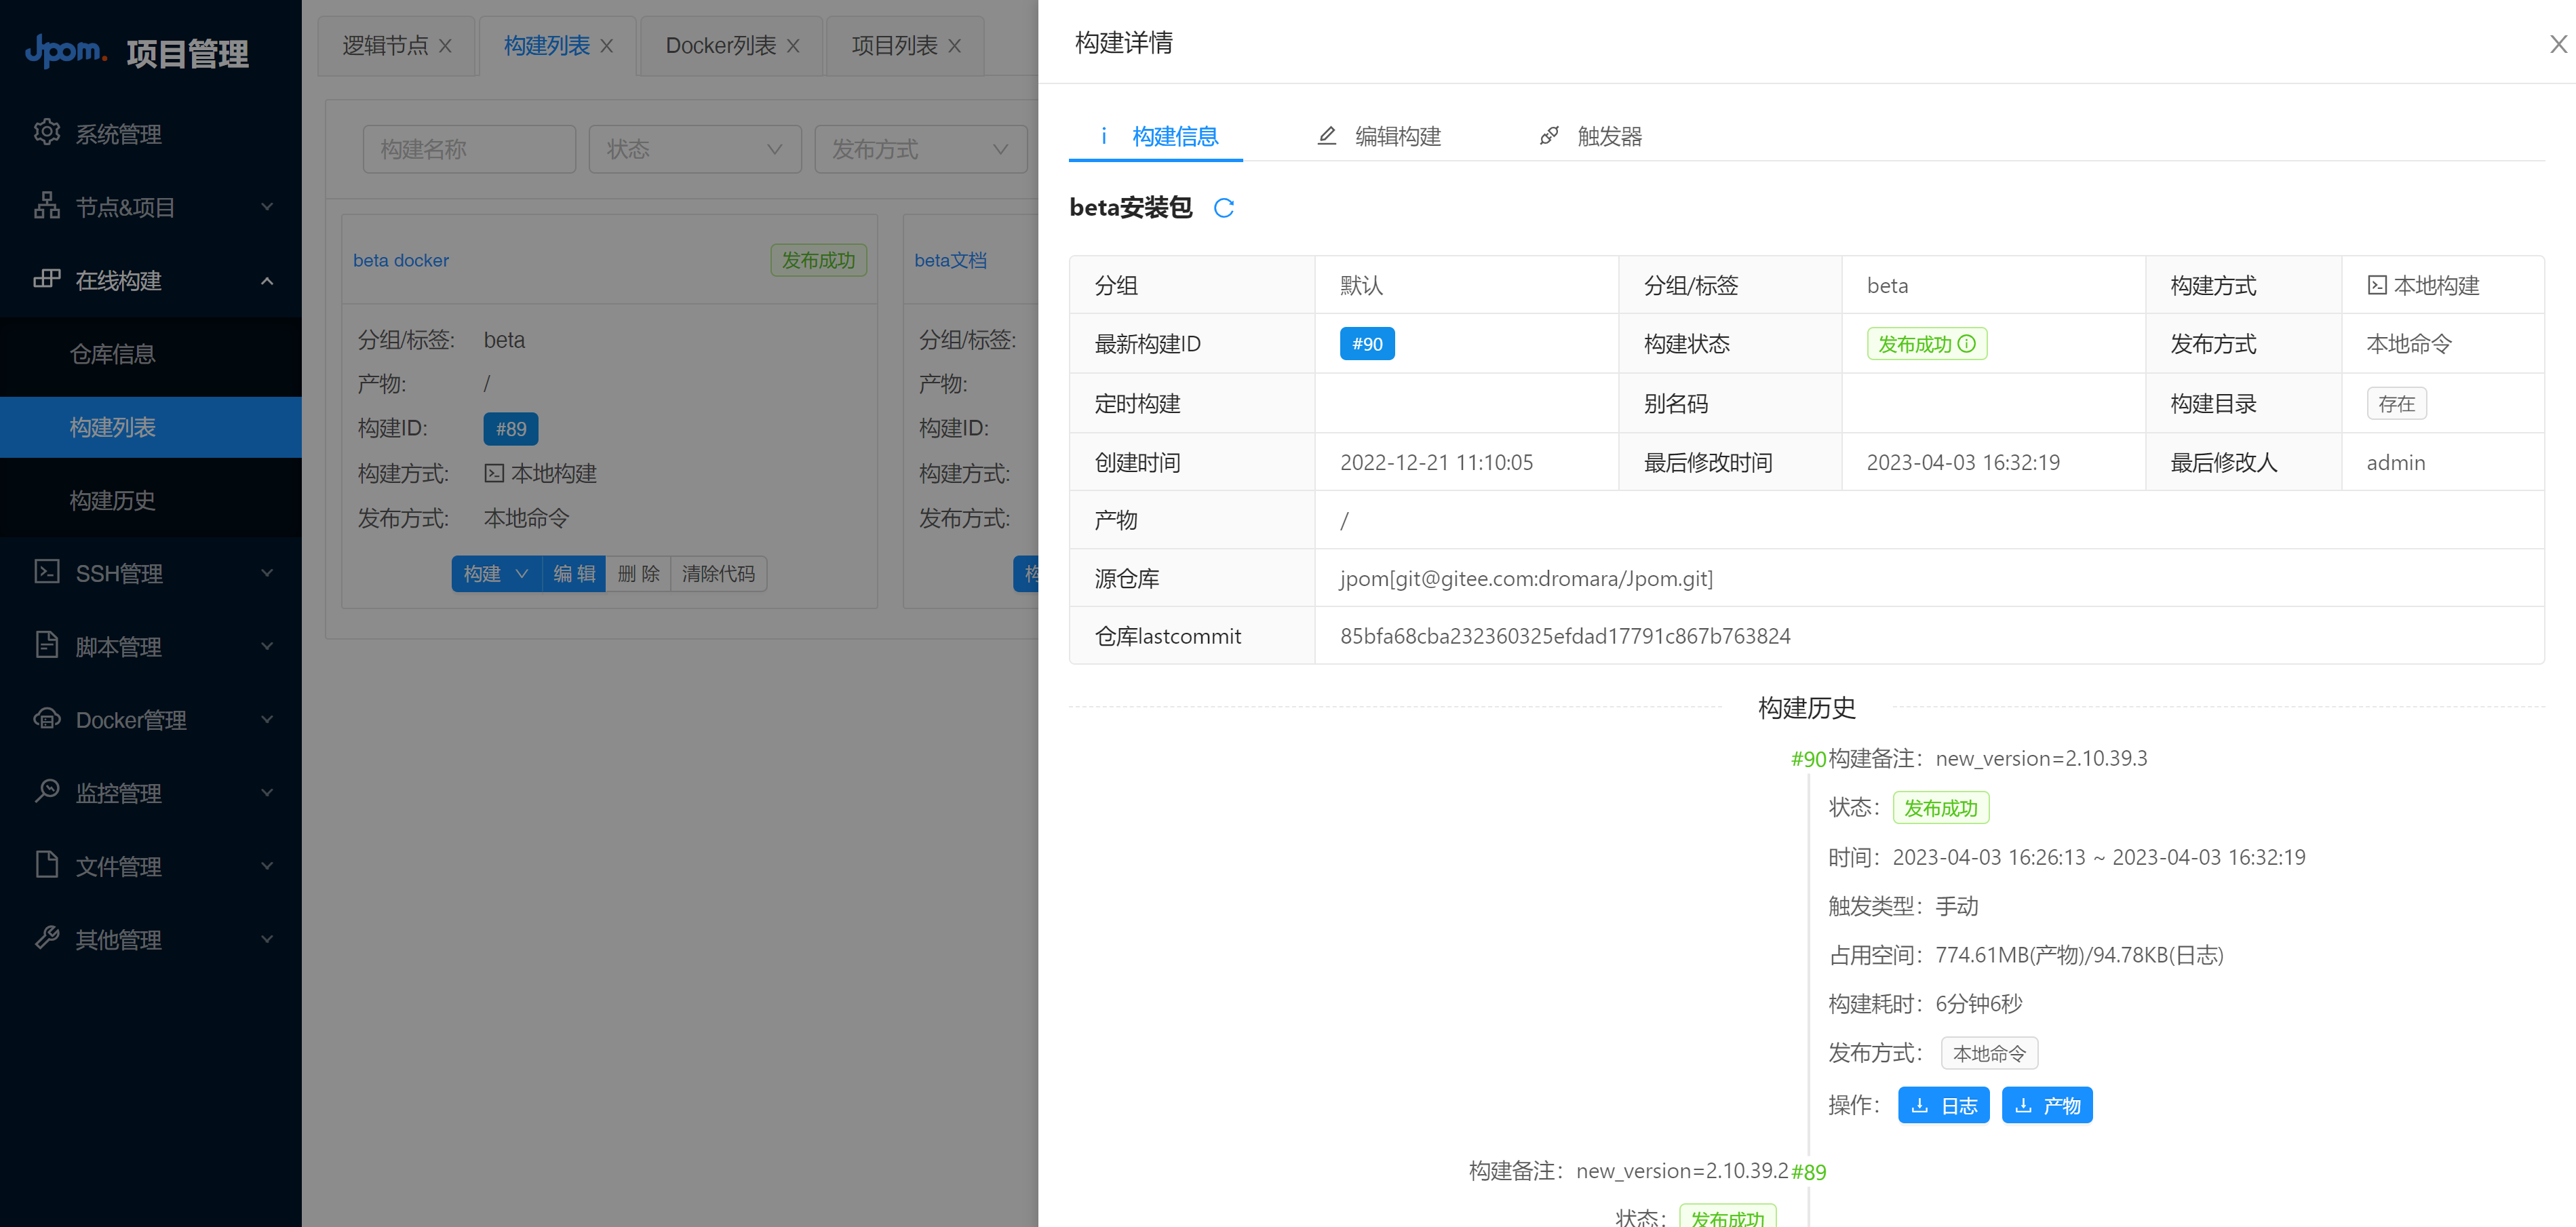 Jpom. 项目管理
系统管理
节点&项目
在线构建
仓库信息
构建列表
构建历史
SSH管理
脚本管理
Docker管理
监控管理
文件管理
其他管理
逻辑节点
构建列表
Docker列表
项目列表
构建名称
状态
发布方式
beta docker
发布成功
分组/标签: beta
产物: /
构建ID: #89
构建方式: 本地构建
发布方式: 本地命令
构建 编辑 删除 清除代码
beta文档
分组/标签:
产物:
构建ID:
构建方式:
发布方式:
构建详情
构建信息
编辑构建
触发器
beta安装包
分组 默认 分组/标签 beta 构建方式 本地构建
最新构建ID #90 构建状态 发布成功 发布方式 本地命令
定时构建 别名码 构建目录 存在
创建时间 2022-12-21 11:10:05 最后修改时间 2023-04-03 16:32:19 最后修改人 admin
产物 /
源仓库 jpom[git@gitee.com:dromara/Jpom.git]
仓库lastcommit 85bfa68cba232360325efdad17791c867b763824
构建历史
#90 构建备注：new_version=2.10.39.3
状态：发布成功
时间：2023-04-03 16:26:13 ~ 2023-04-03 16:32:19
触发类型：手动
占用空间：774.61MB(产物)/94.78KB(日志)
构建耗时：6分钟6秒
发布方式：本地命令
操作：日志 产物
构建备注：new_version=2.10.39.2 #89
状态：发布成功